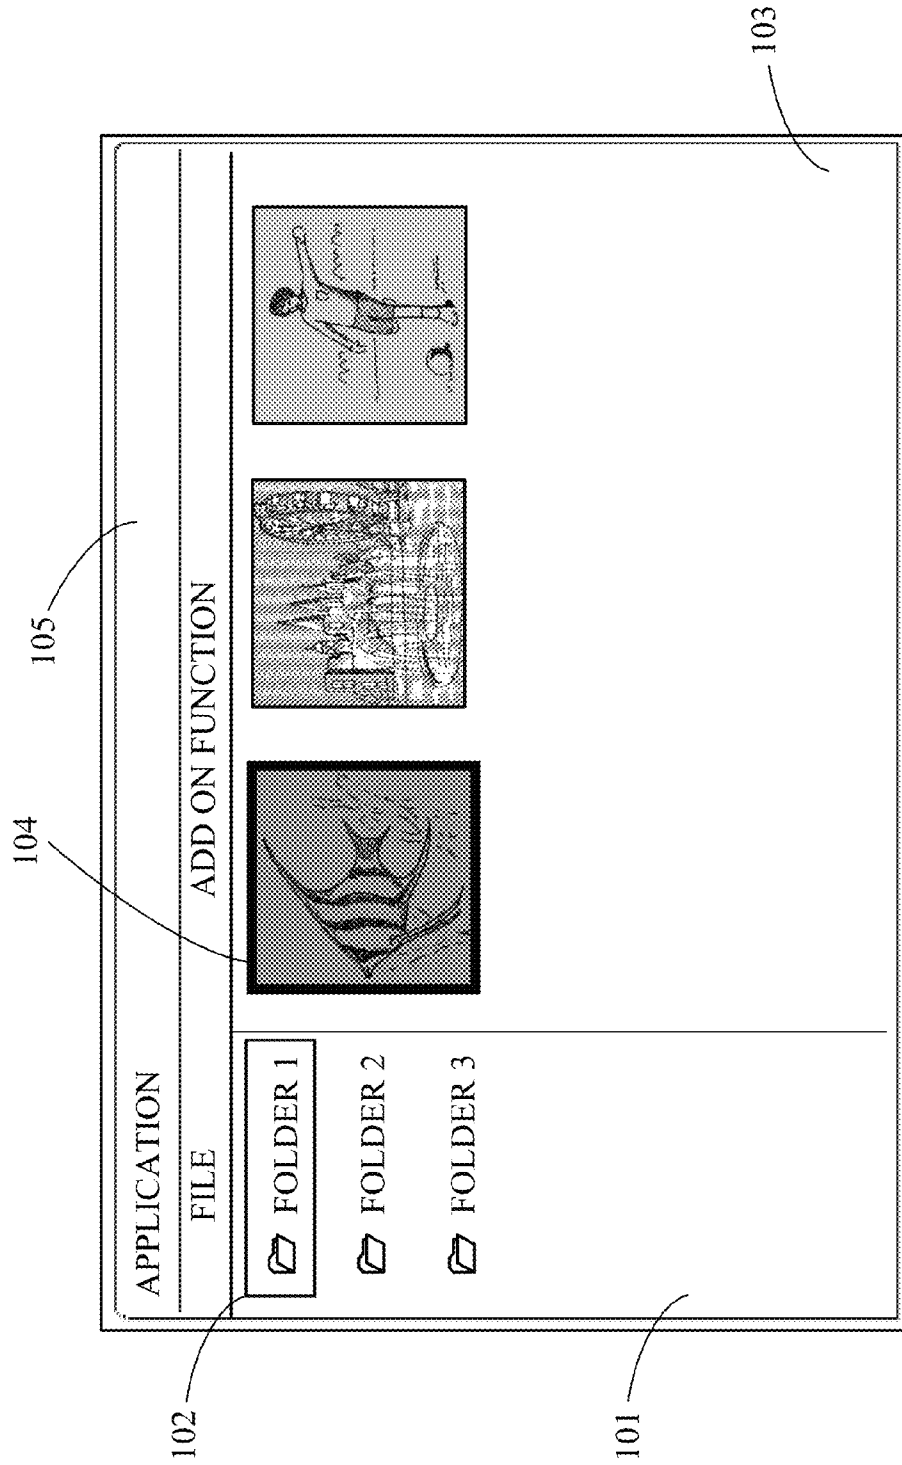 105
104
103
APPLICATION
FILE ADD ON FUNCTION
102
FOLDER 1
FOLDER 2
FOLDER 3
101